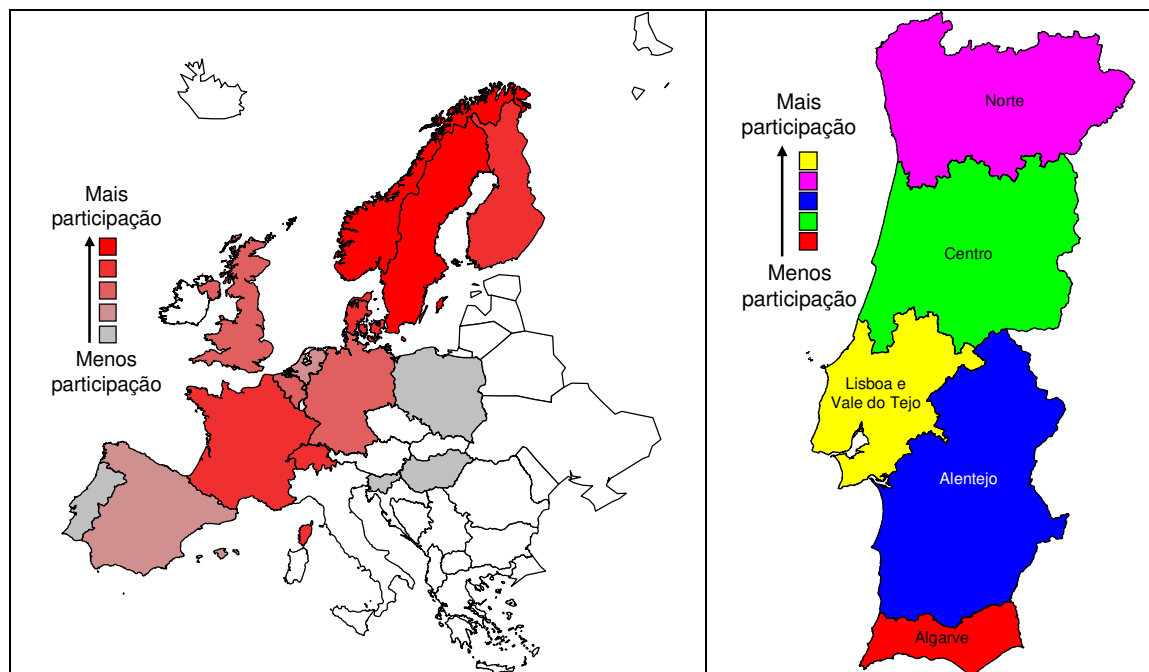 Mais
participação
Menos
participação
Mais
participação
Menos
participação
Norte
Centro
Lisboa e
Vale do Tejo
Alentejo
Algarve